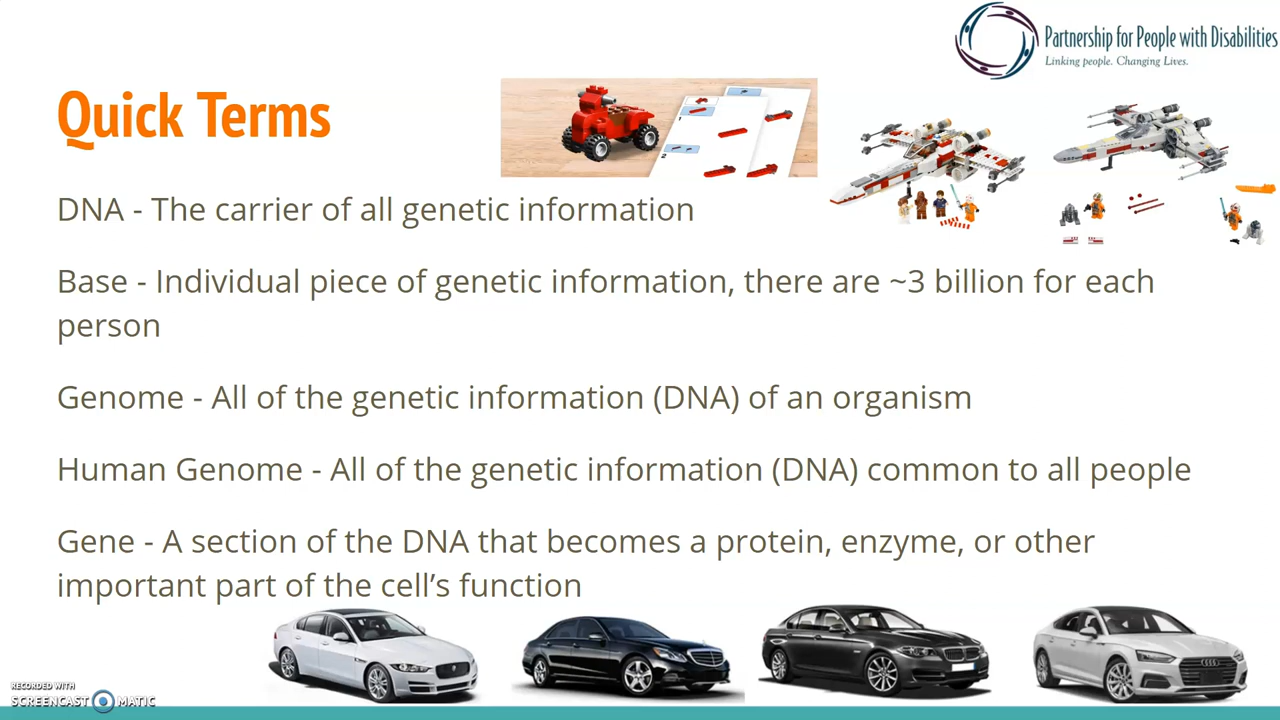 Partnership for People with Disabilities
Linking people. Changing Lives.
Quick Terms
DNA - The carrier of all genetic information
Base - Individual piece of genetic information, there are ~3 billion for each
person
Genome - All of the genetic information (DNA) of an organism
Human Genome - All of the genetic information (DNA) common to all people
Gene - A section of the DNA that becomes a protein, enzyme, or other
important part of the cell’s function
RECORDED WITH
SCREENCAST MATIC